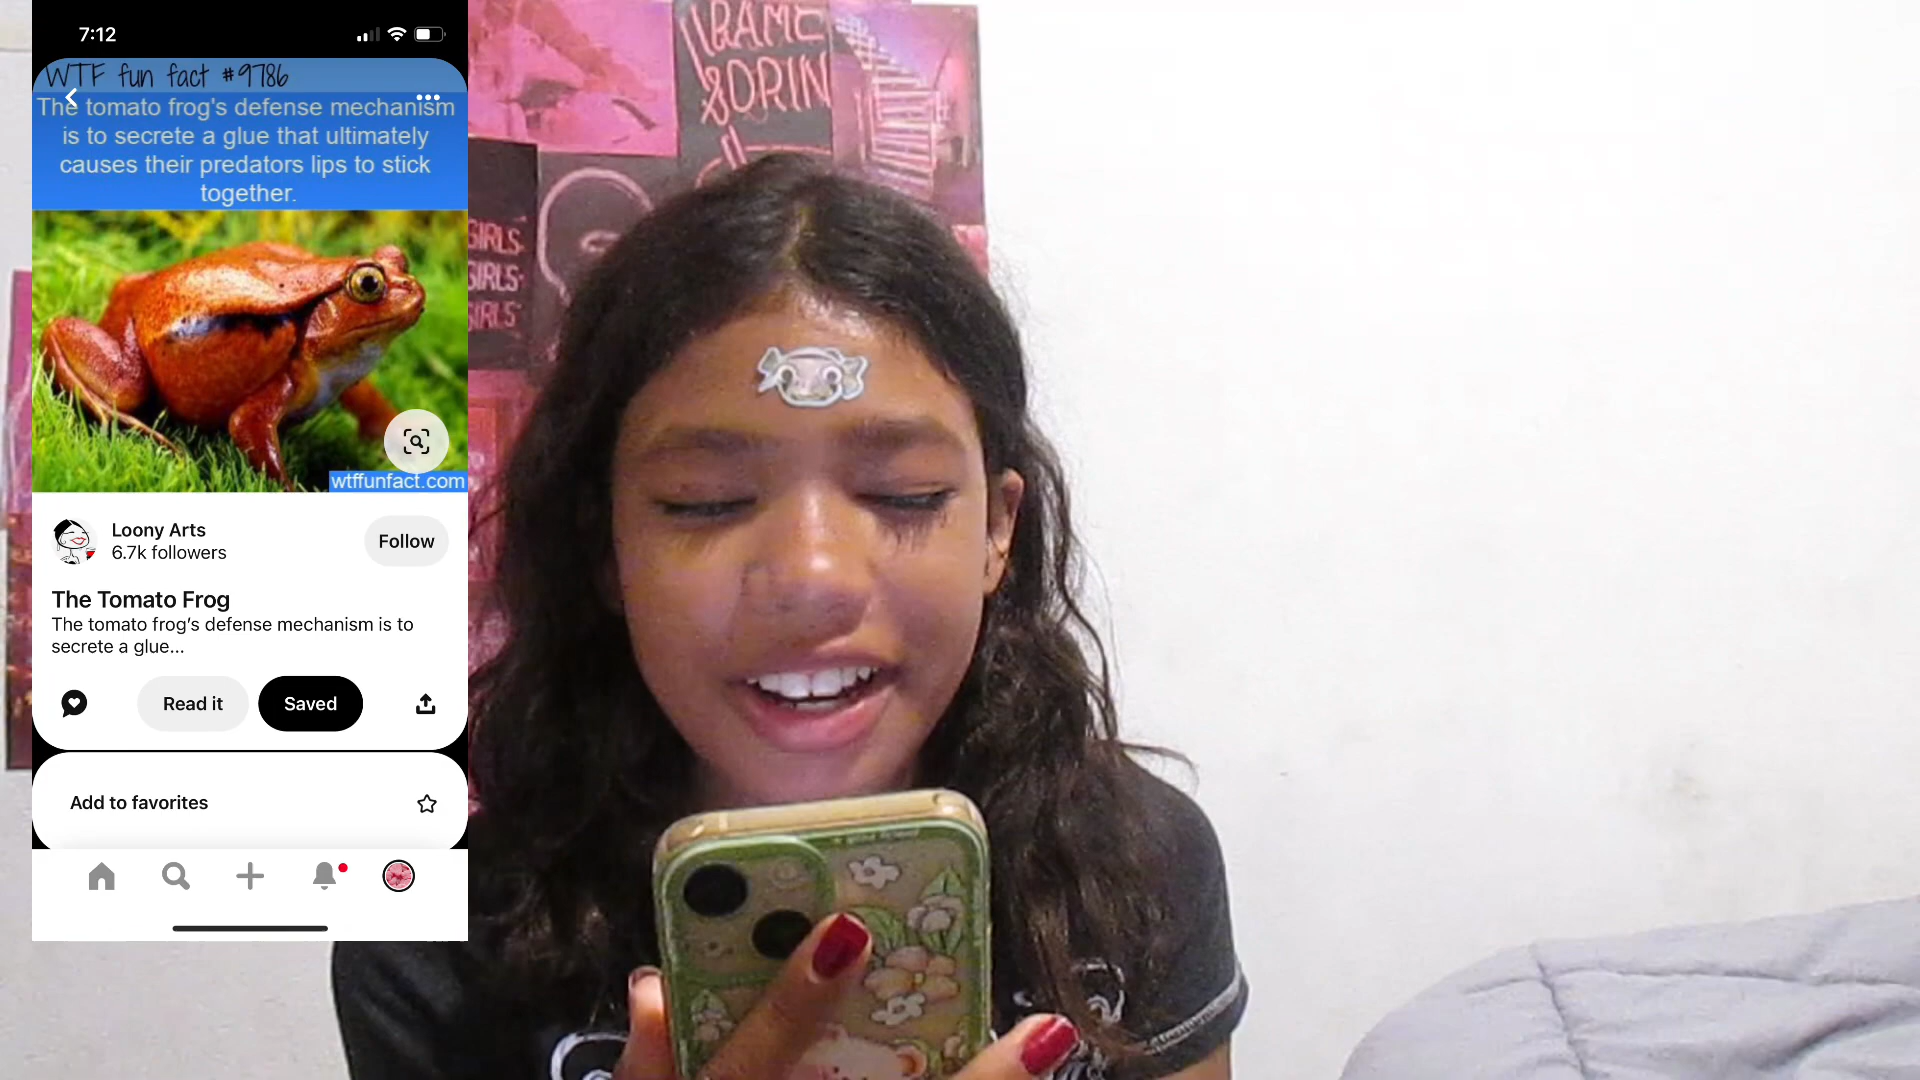 7:12
WTF fun fact #9786
The tomato frog's defense mechanism
is to secrete a glue that ultimately
causes their predators lips to stick
together.
wtffunfact.com
Loony Arts
6.7k followers
Follow
The Tomato Frog
The tomato frog's defense mechanism is to
secrete a glue...
Read it
Saved
Add to favorites
GIRLS
GIRLS
GIRLS